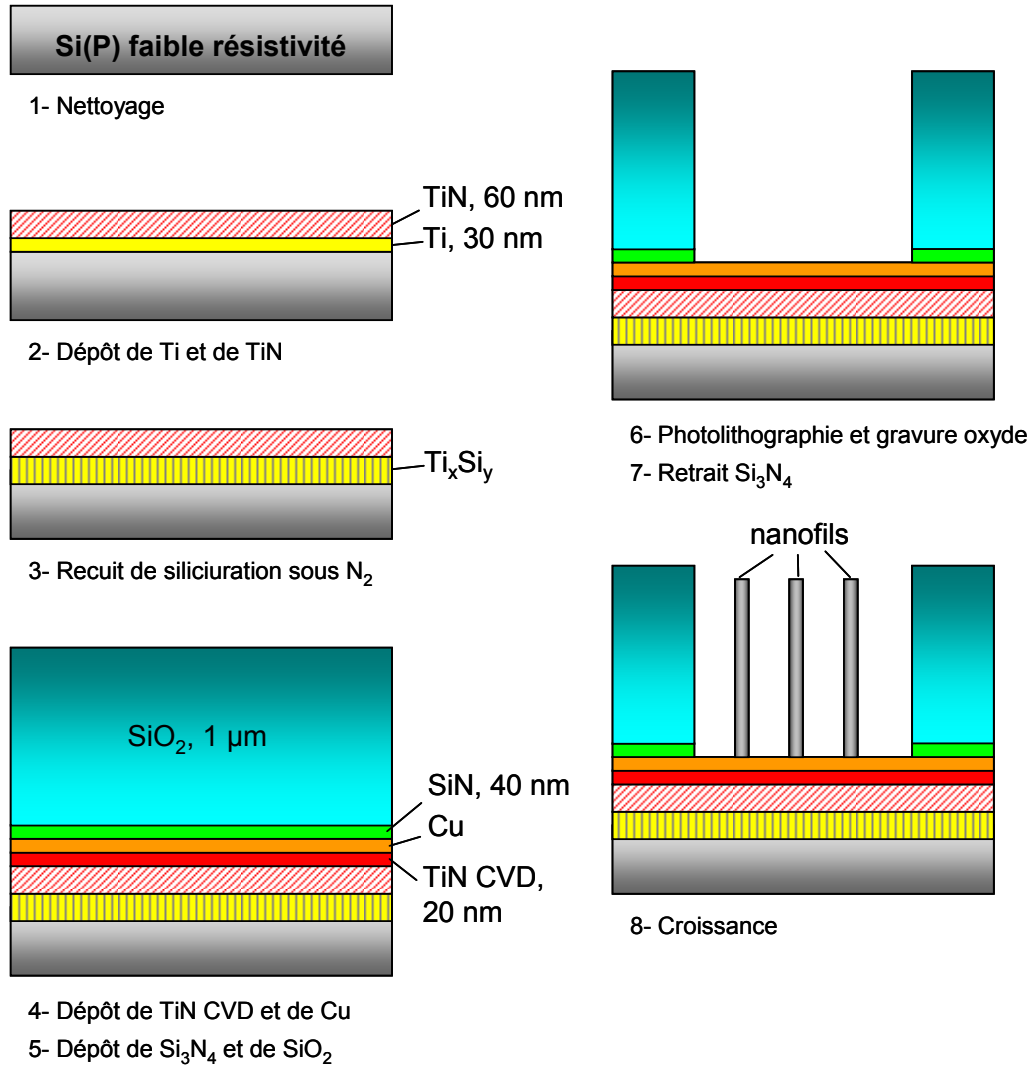 Si(P) faible résistivité
1- Nettoyage
TiN, 60 nm
Ti, 30 nm
2- Dépôt de Ti et de TiN
TixSiy
3- Recuit de siliciuration sous N2
SiO2, 1 µm
SiN, 40 nm
Cu
TiN CVD,
20 nm
4- Dépôt de TiN CVD et de Cu
5- Dépôt de Si3N4 et de SiO2
6- Photolithographie et gravure oxyde
7- Retrait Si3N4
nanofils
8- Croissance